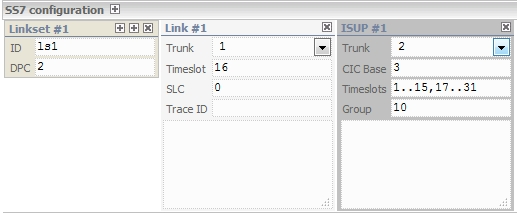 SS7 configuration
Linkset #1
ID ls1
DPC 2
Link #1
Trunk 1
Timeslot 16
SLC 0
Trace ID
ISUP #1
Trunk 2
CIC Base 3
Timeslots 1..15,17..31
Group 10